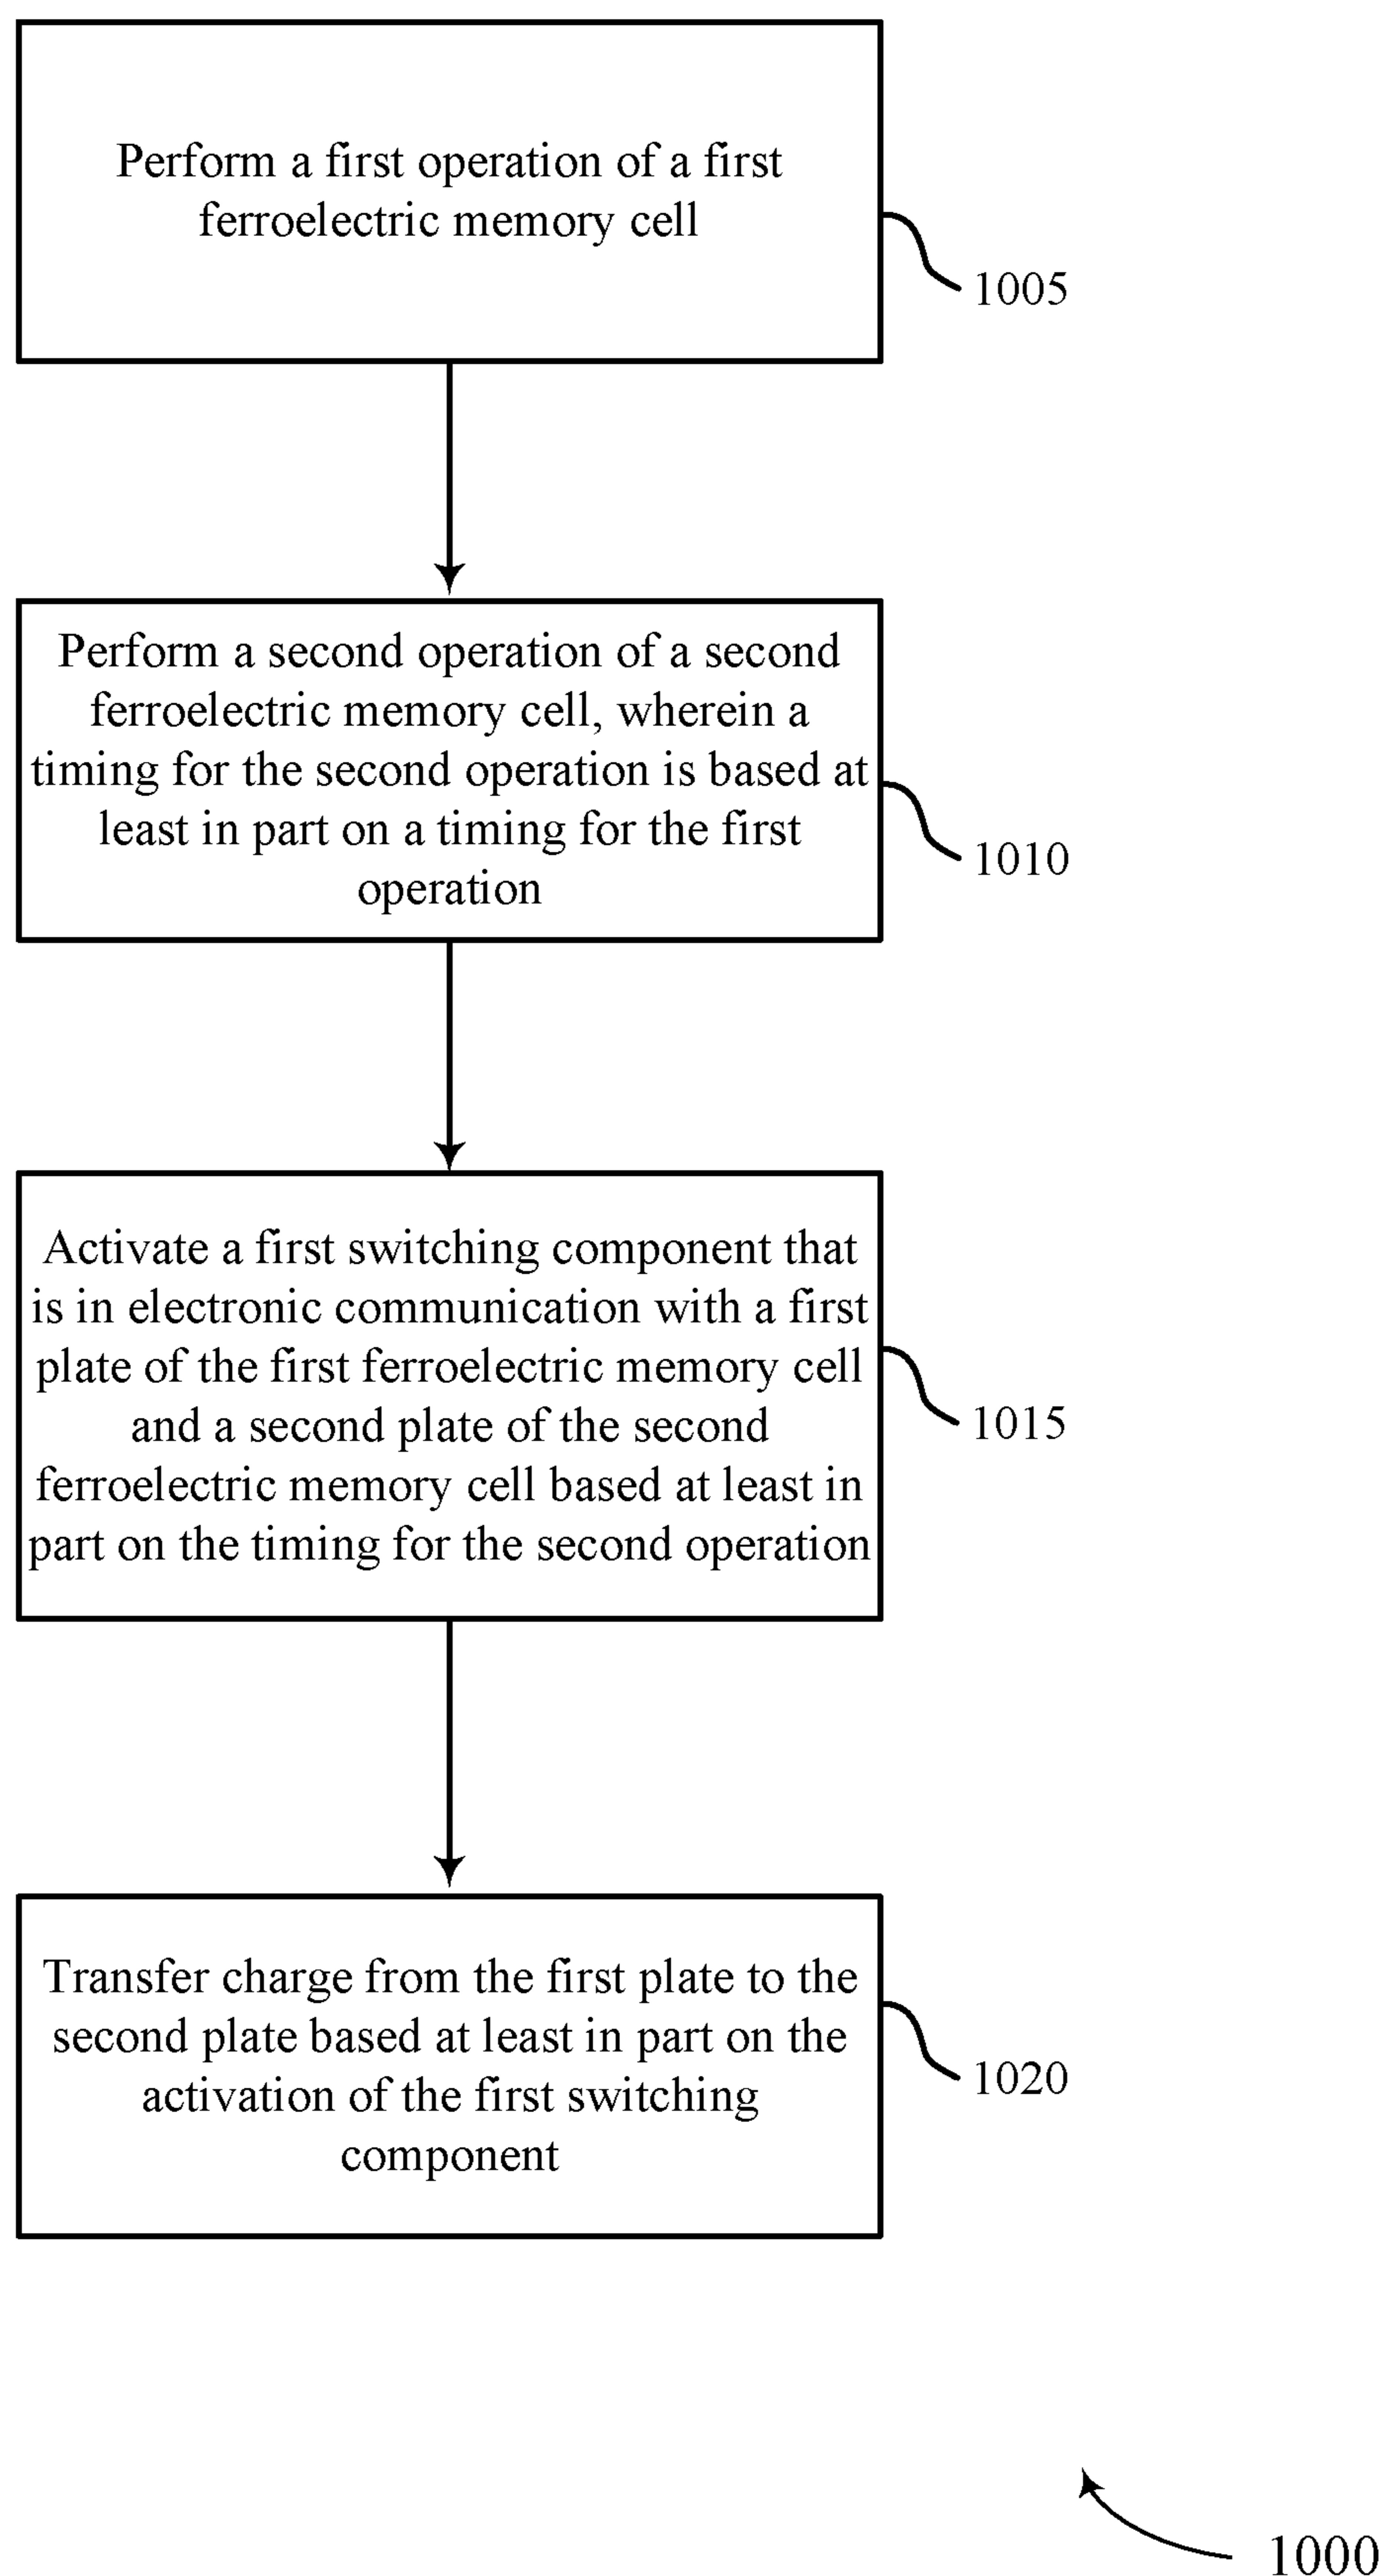 Perform a first operation of a first
ferroelectric memory cell
1005
Perform a second operation of a second
ferroelectric memory cell, wherein a
timing for the second operation is based at
least in part on a timing for the first
operation
1010
Activate a first switching component that
is in electronic communication with a first
plate of the first ferroelectric memory cell
and a second plate of the second
ferroelectric memory cell based at least in
part on the timing for the second operation
1015
Transfer charge from the first plate to the
second plate based at least in part on the
activation of the first switching
component
1020
1000